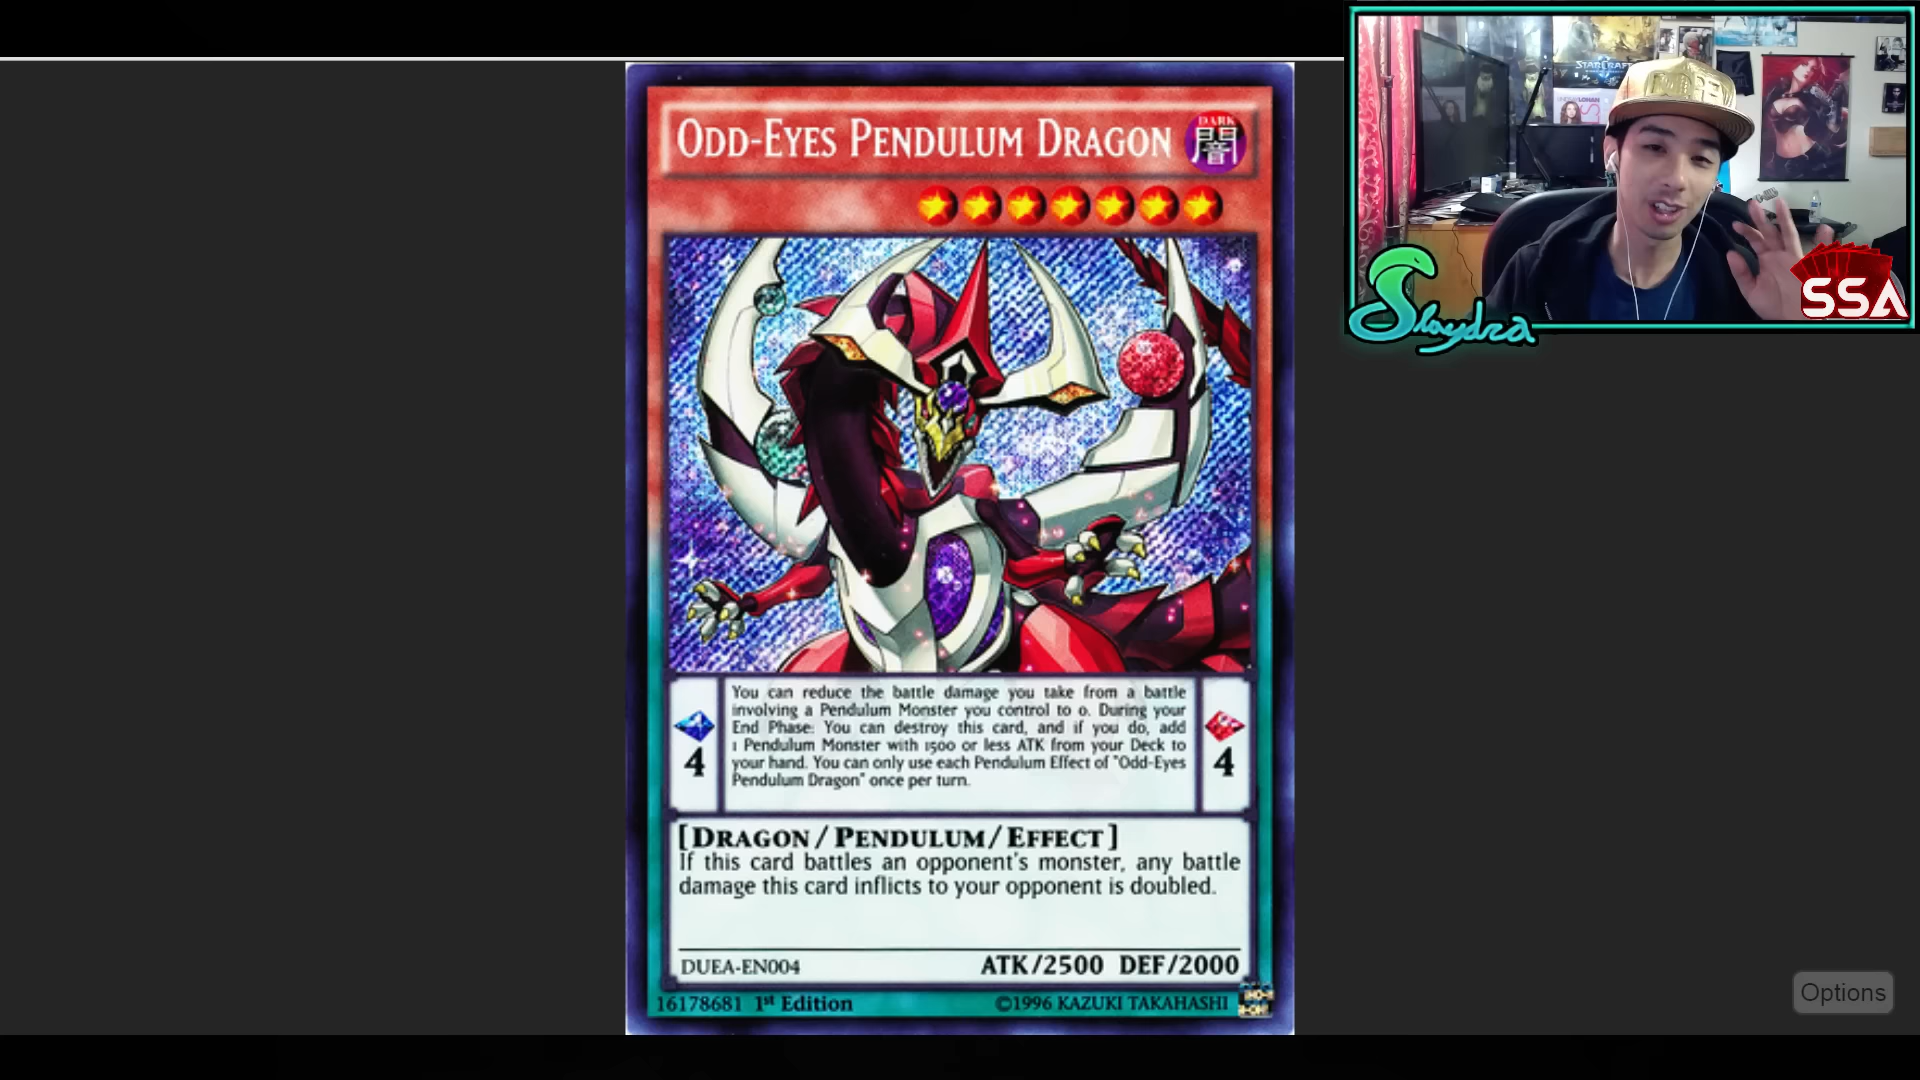 ODD-EYES PENDULUM DRAGON
DARK
闇
You can reduce the battle damage you take from a battle
involving a Pendulum Monster you control to 0. During your
End Phase: You can destroy this card, and if you do, add
1 Pendulum Monster with 1500 or less ATK from your Deck to
your hand. You can only use each Pendulum Effect of "Odd-Eyes
Pendulum Dragon" once per turn.
4
4
[DRAGON/PENDULUM/EFFECT]
If this card battles an opponent's monster, any battle
damage this card inflicts to your opponent is doubled.
DUEA-EN004
ATK/2500 DEF/2000
16178681 1st Edition
©1996 KAZUKI TAKAHASHI
STARCRAFT
Slaydra
SSA
Options